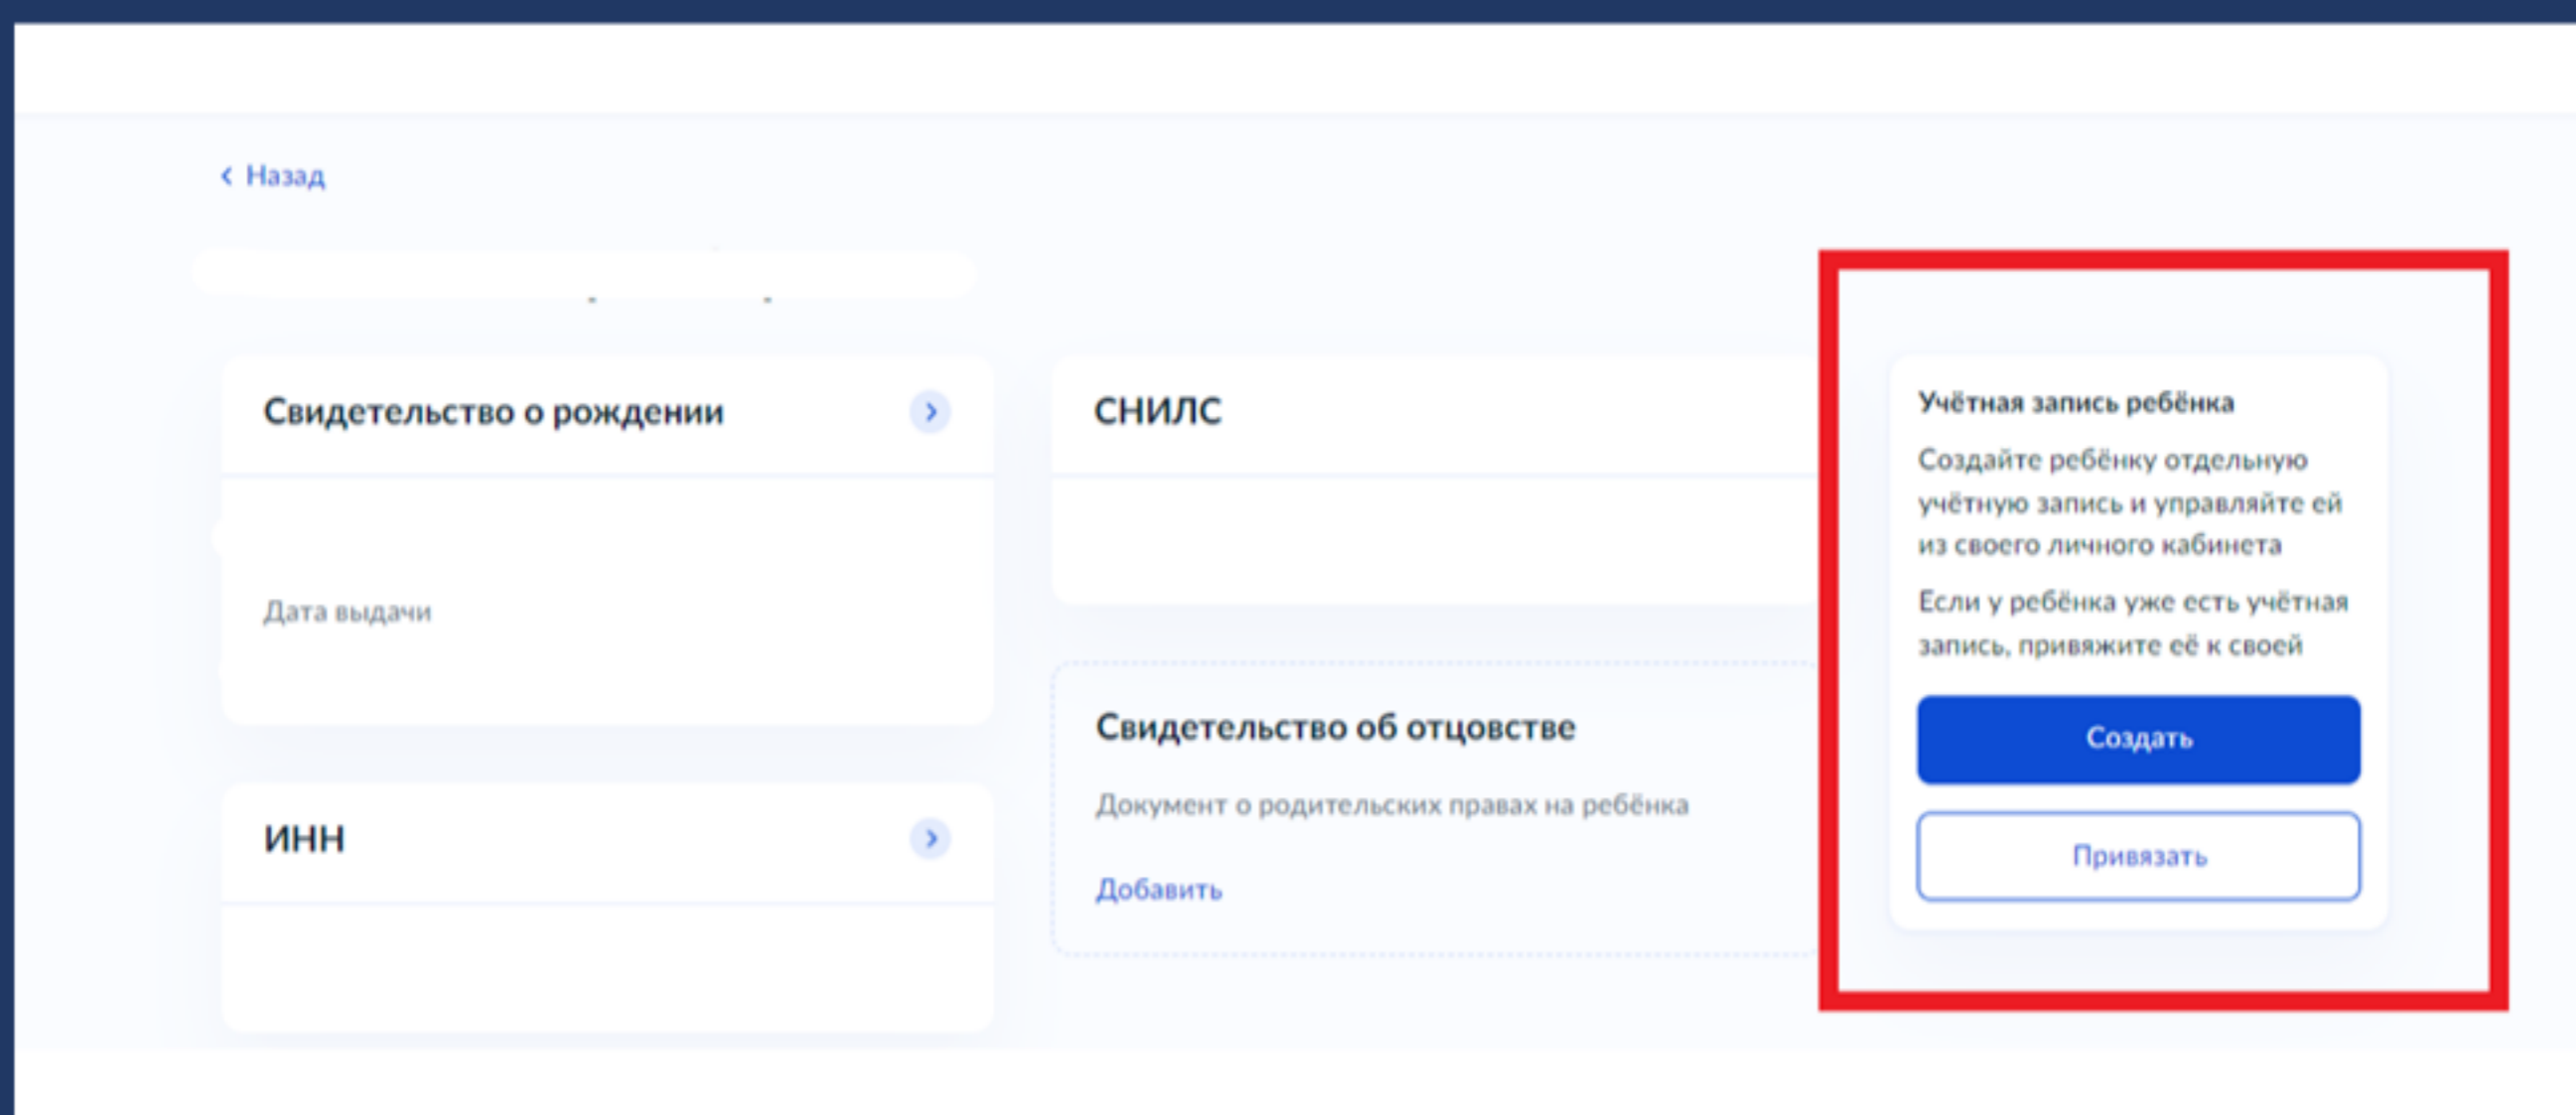 Назад
Свидетельство о рождении
Дата выдачи
ИНН
СНИЛС
Свидетельство об отцовстве
Документ о родительских правах на ребёнка
Добавить
Учётная запись ребёнка
Создайте ребёнку отдельную
учётную запись и управляйте ей
из своего личного кабинета
Если у ребёнка уже есть учётная
запись, привяжите её к своей
Создать
Привязать